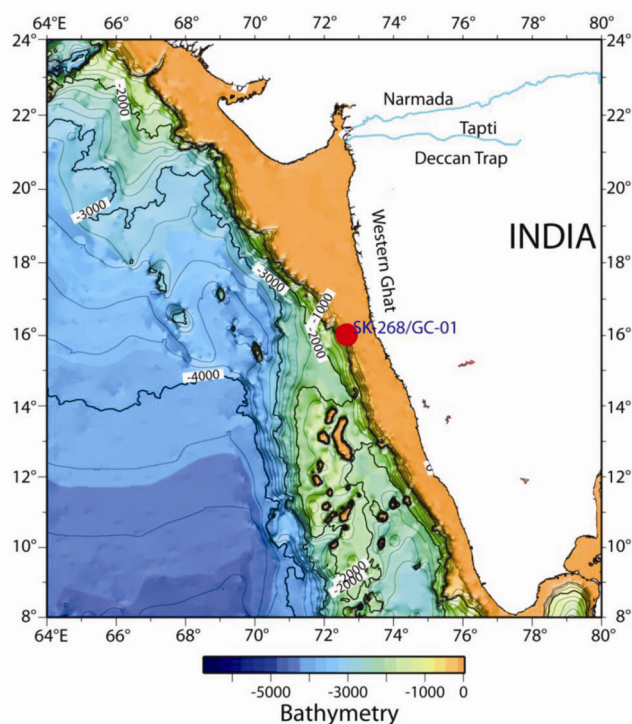 64° 66° 68° 70° 72° 74° 76° 78° 80°
24° 24°
-2000
Narmada
22° 22°
Tapti
Deccan Trap
20° 20°
-3000
Western Ghat
INDIA
18° 18°
-3000
-1000
SK-268/GC-01
16° 16°
-2000
-4000
14° 14°
12° 12°
0
10° 10°
-2000
-2000
8° 8°
64°E 66° 68° 70° 72° 74° 76° 78° 80°
-5000 -3000 -1000 0
Bathymetry